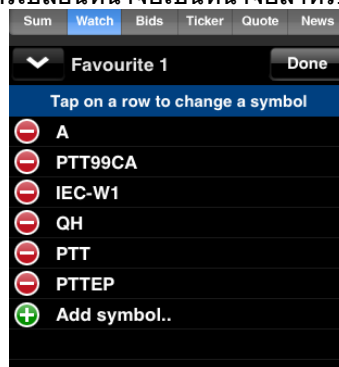 Sum Watch Bids Ticker Quote News
Favourite 1 Done
Tap on a row to change a symbol
A
PTT99CA
IEC-W1
QH
PTT
PTTEP
Add symbol..